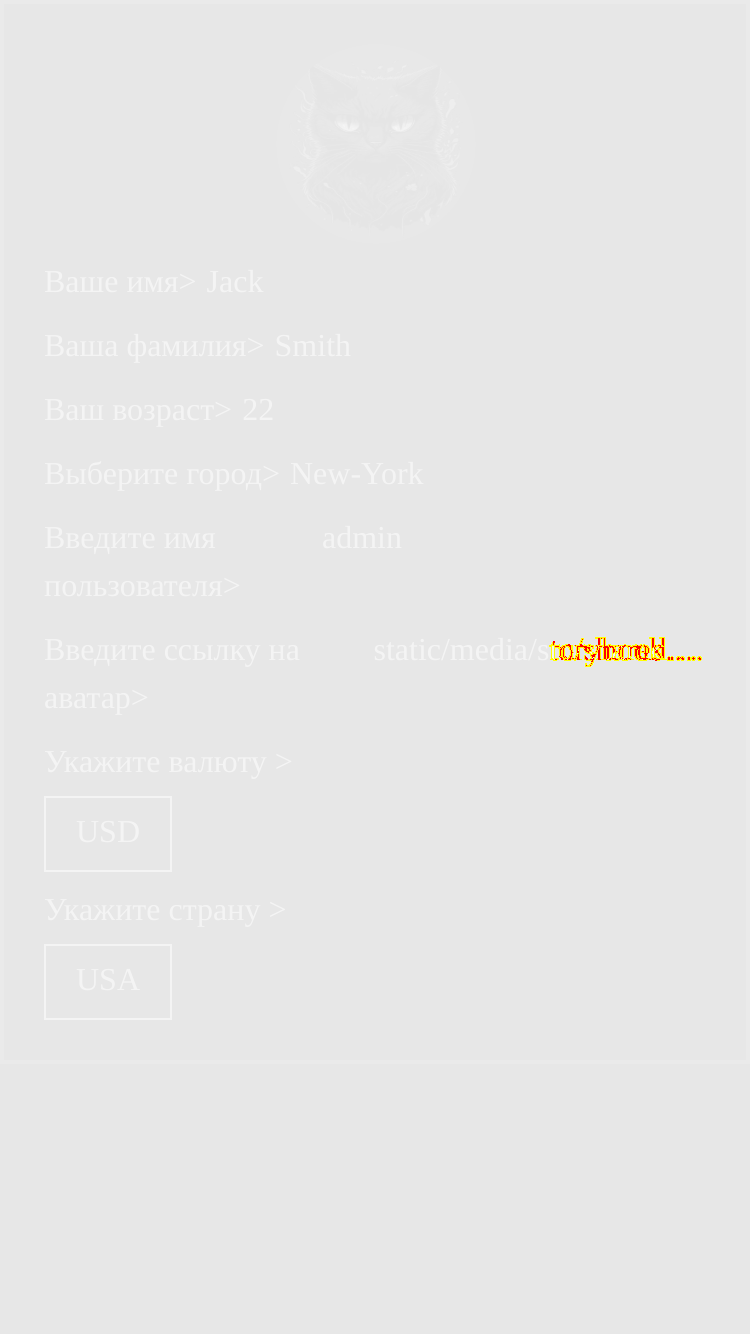 Ваше имя> Jack
Ваша фамилия> Smith
Ваш возраст> 22
Выберите город> New-York
Введите имя admin
пользователя>
Введите ссылку на static/media/
аватар>
Укажите валюту >
USD
Укажите страну >
USA